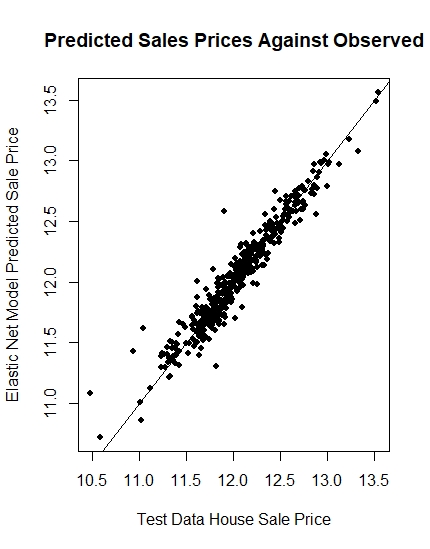 Predicted Sales Prices Against Observed
Elastic Net Model Predicted Sale Price
13.5
13.0
12.5
12.0
11.5
11.0
10.5 11.0 11.5 12.0 12.5 13.0 13.5
Test Data House Sale Price